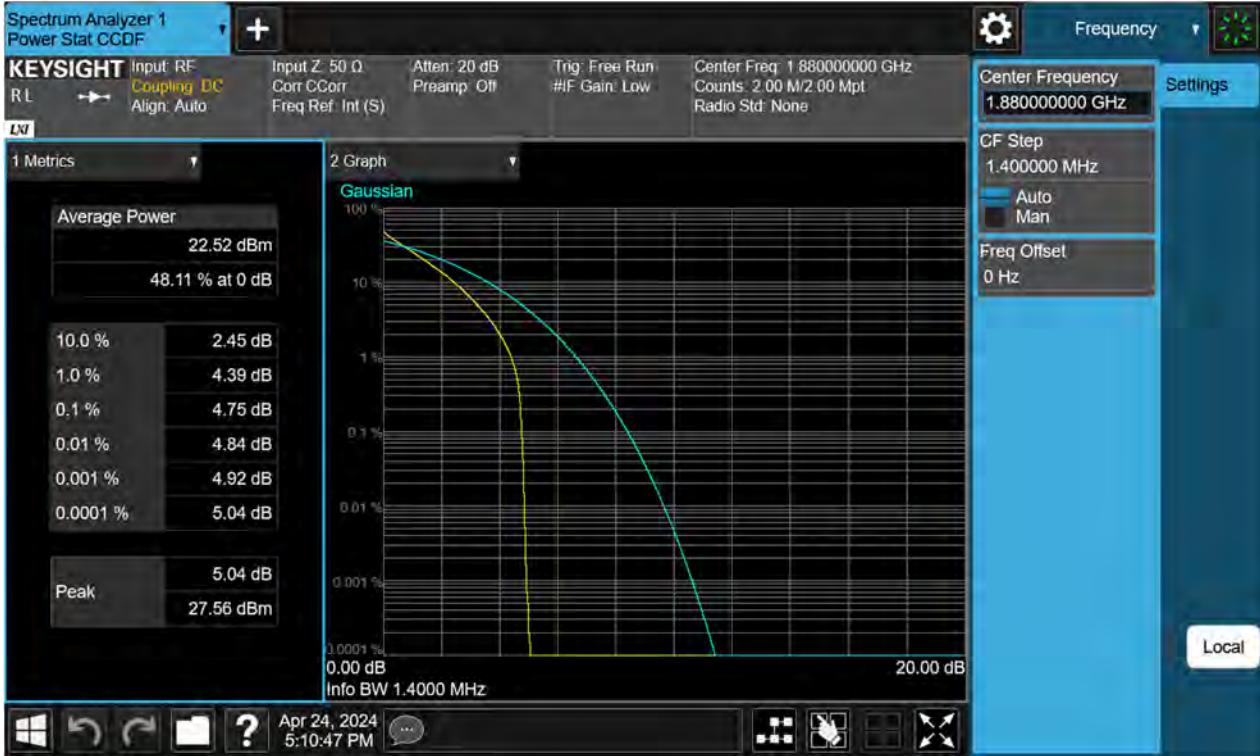 Spectrum Analyzer 1
Power Stat CCDF
+
Frequency
KEYSIGHT
R L
LXI
Input: RF
Coupling: DC
Align: Auto
Input Z: 50 Ω
Corr CCorr
Freq Ref: Int (S)
Atten: 20 dB
Preamp: Off
Trig: Free Run
#IF Gain: Low
Center Freq: 1.880000000 GHz
Counts: 2.00 M/2.00 Mpt
Radio Std: None
Center Frequency
1.880000000 GHz
Settings
CF Step
1.400000 MHz
Auto
Man
Freq Offset
0 Hz
1 Metrics
Average Power
22.52 dBm
48.11 % at 0 dB
10.0 % 2.45 dB
1.0 % 4.39 dB
0.1 % 4.75 dB
0.01 % 4.84 dB
0.001 % 4.92 dB
0.0001 % 5.04 dB
Peak
5.04 dB
27.56 dBm
2 Graph
Gaussian
100 %
10 %
1 %
0.1 %
0.01 %
0.001 %
0.0001 %
0.00 dB 20.00 dB
Info BW 1.4000 MHz
Local
?
Apr 24, 2024
5:10:47 PM